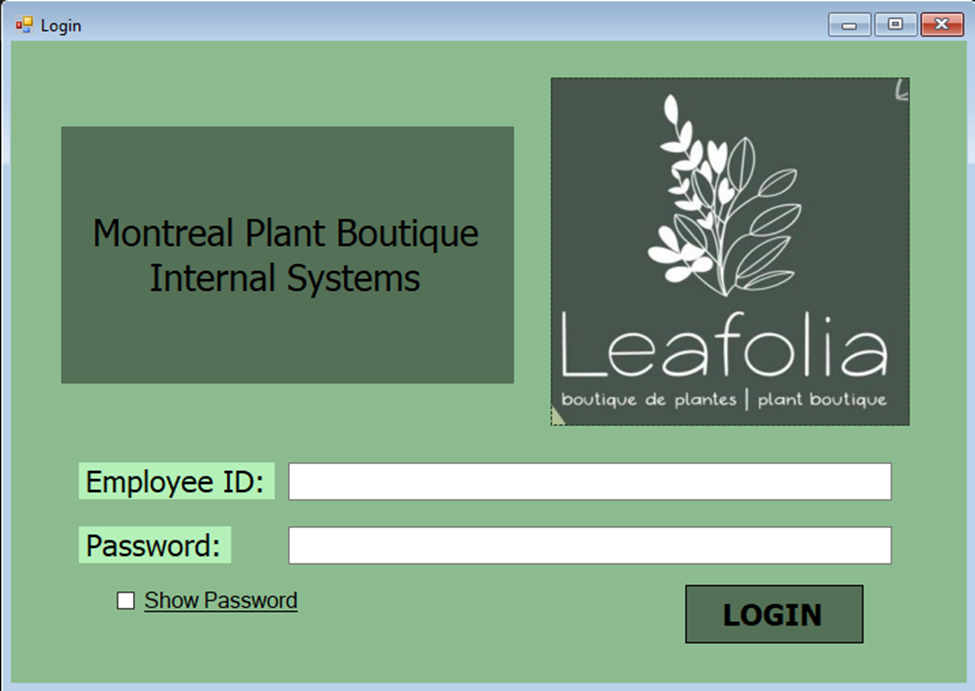 Login
Montreal Plant Boutique
Internal Systems
Leafolia
boutique de plantes | plant boutique
Employee ID:
Password:
Show Password
LOGIN